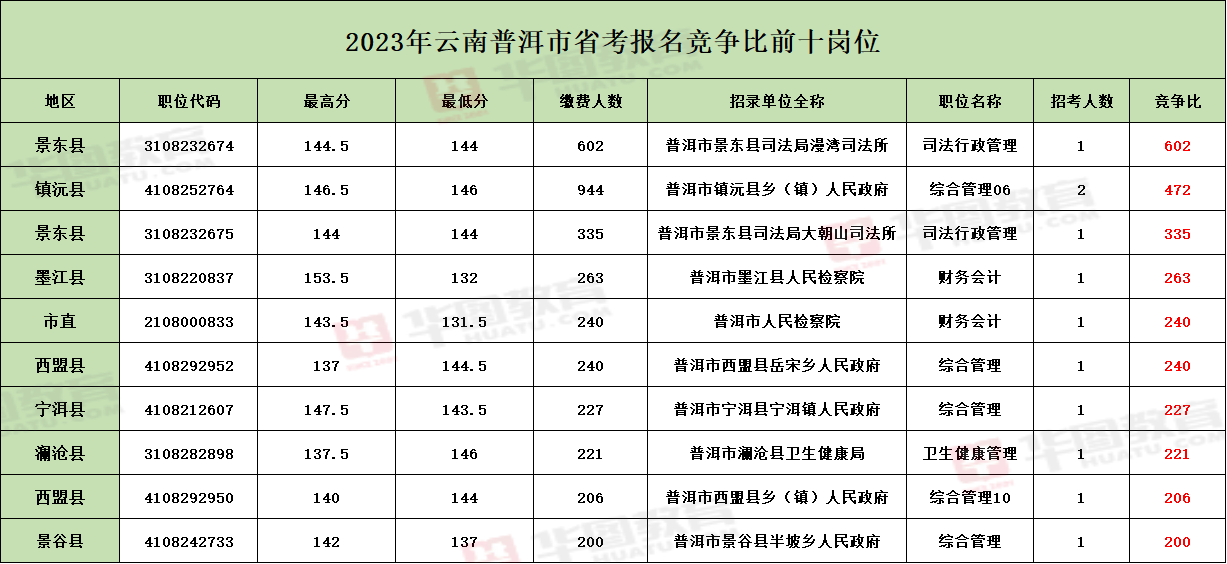 2023年云南普洱市省考报名竞争比前十岗位
地区 职位代码 最高分 最低分 缴费人数 招录单位全称 职位名称 招考人数 竞争比
景东县 3108232674 144.5 144 602 普洱市景东县司法局漫湾司法所 司法行政管理 1 602
镇沅县 4108252764 146.5 146 944 普洱市镇沅县乡（镇）人民政府 综合管理06 2 472
景东县 3108232675 144 144 335 普洱市景东县司法局大朝山司法所 司法行政管理 1 335
墨江县 3108220837 153.5 132 263 普洱市墨江县人民检察院 财务会计 1 263
市直 2108000833 143.5 131.5 240 普洱市人民检察院 财务会计 1 240
西盟县 4108292952 137 144.5 240 普洱市西盟县岳宋乡人民政府 综合管理 1 240
宁洱县 4108212607 147.5 143.5 227 普洱市宁洱县宁洱镇人民政府 综合管理 1 227
澜沧县 3108282898 137.5 146 221 普洱市澜沧县卫生健康局 卫生健康管理 1 221
西盟县 4108292950 140 144 206 普洱市西盟县乡（镇）人民政府 综合管理10 1 206
景谷县 4108242733 142 137 200 普洱市景谷县半坡乡人民政府 综合管理 1 200
华图教育
HUATU.COM